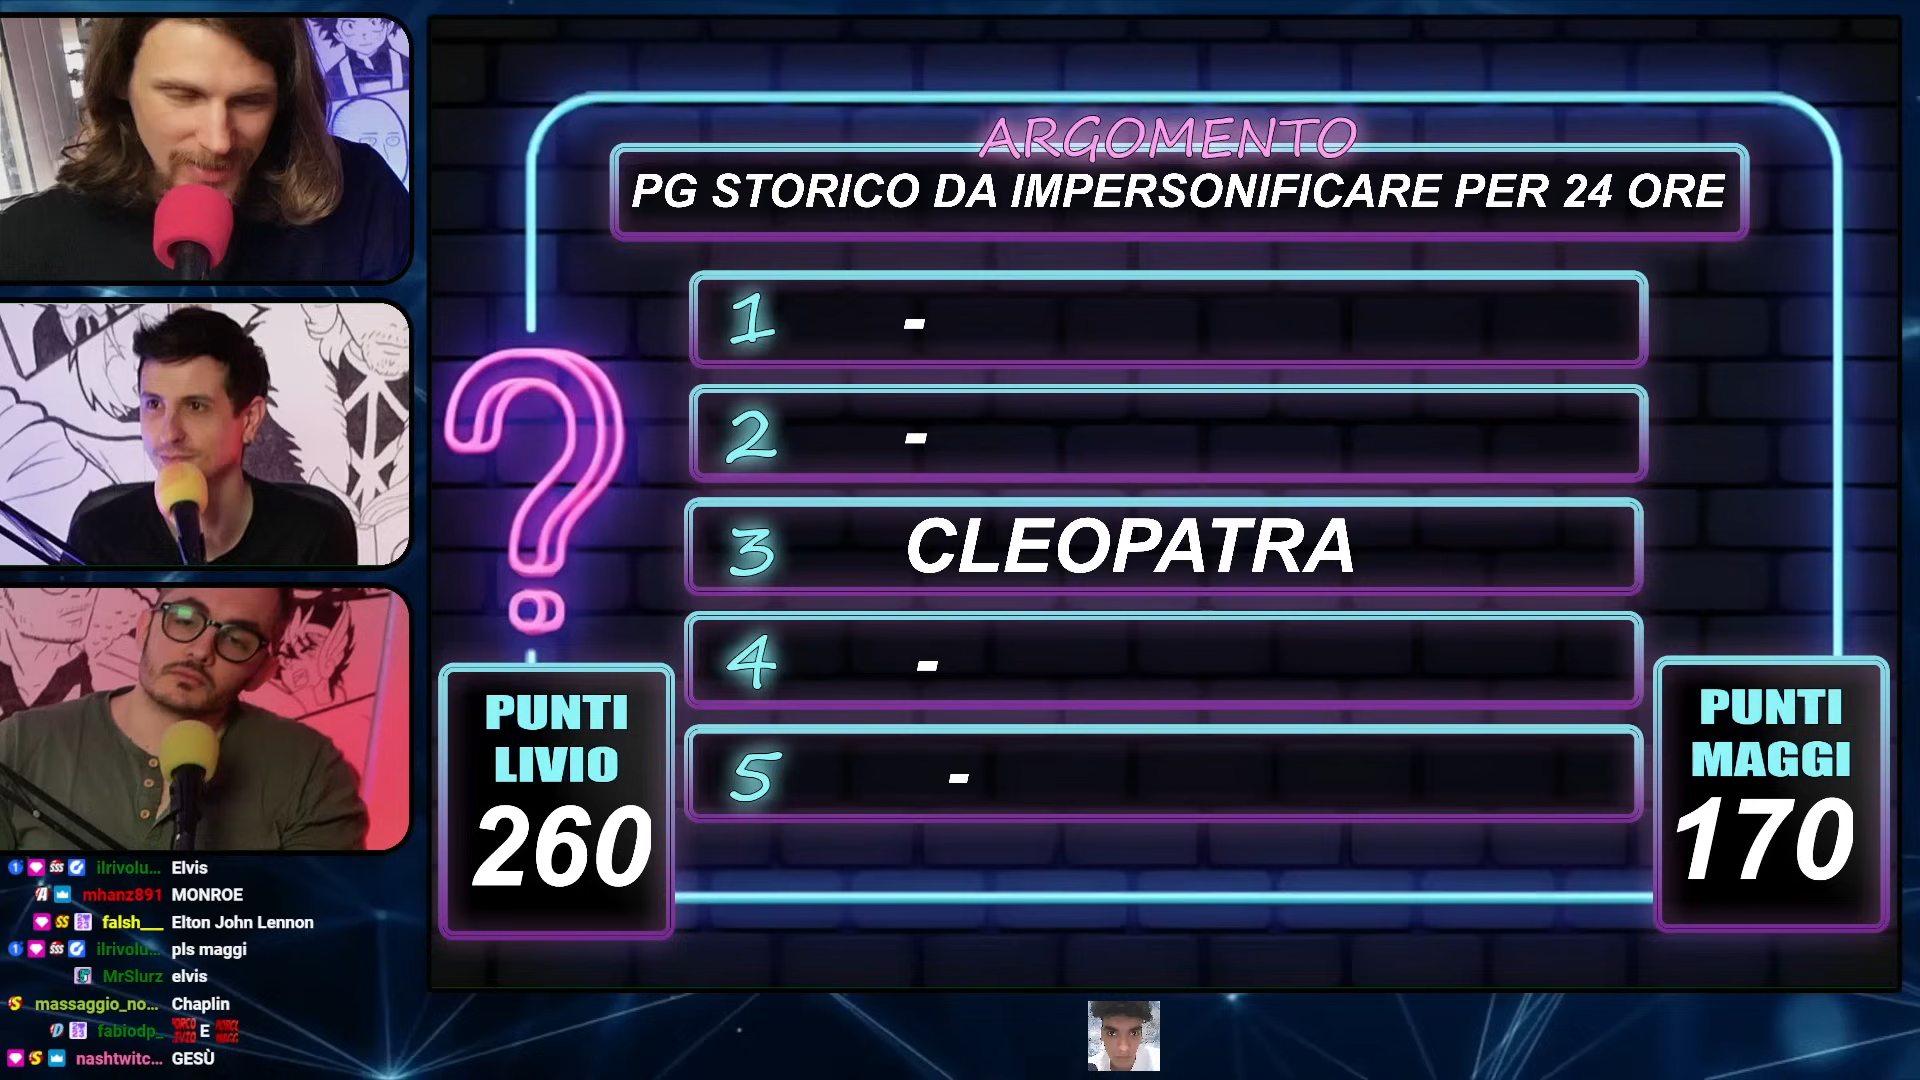 ARGOMENTO
PG STORICO DA IMPERSONIFICARE PER 24 ORE
1 -
2 -
3 CLEOPATRA
4 -
5 -
PUNTI
LIVIO
260
PUNTI
MAGGI
170
ilrivolu... Elvis
mhanz891 MONROE
falsh___ Elton John Lennon
ilrivolu... pls maggi
MrSlurz elvis
massaggio_no... Chaplin
fabiodp_ E
nashtwitc... GESÙ